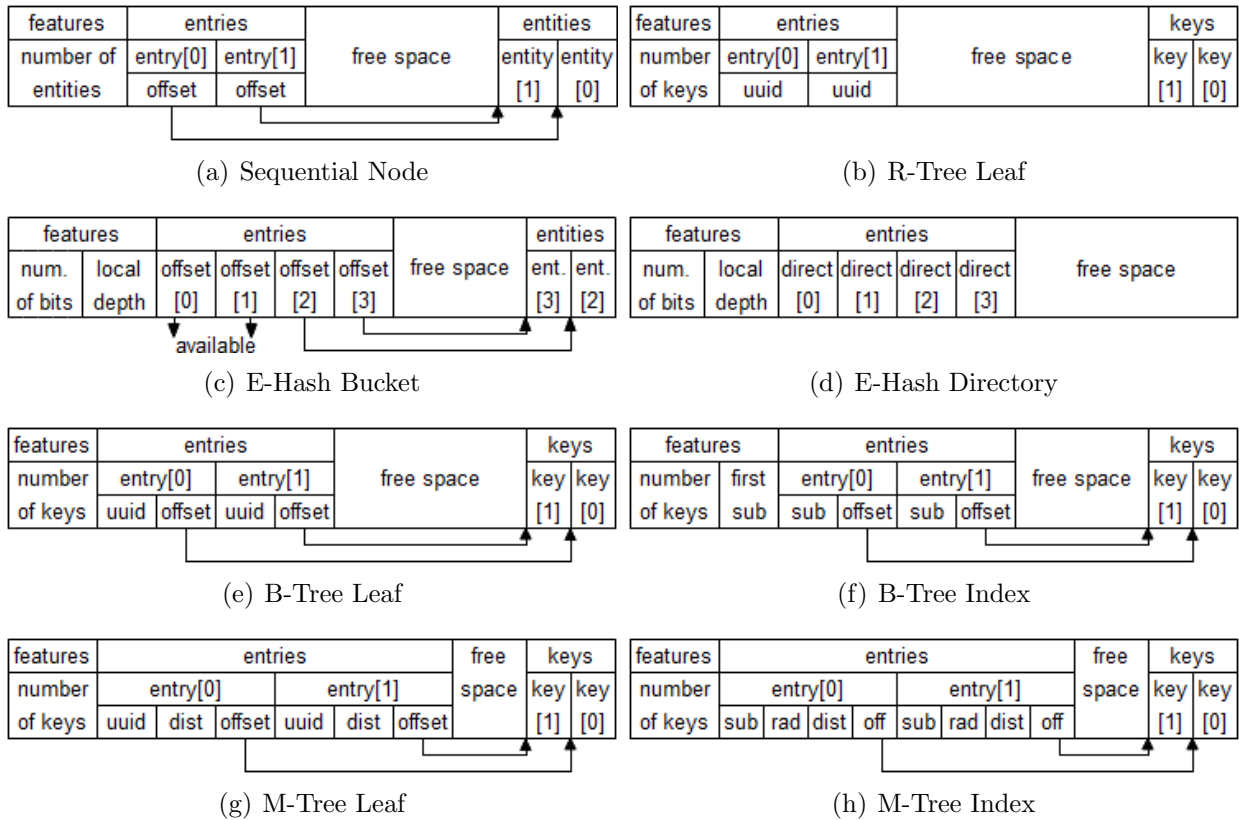 features entries entities
number of entry[0] entry[1] free space entity entity
entities offset offset [1] [0]
(a) Sequential Node
features entries keys
number entry[0] entry[1] free space key key
of keys uuid uuid [1] [0]
(b) R-Tree Leaf
features entries entities
num. local offset offset offset offset free space ent. ent.
of bits depth [0] [1] [2] [3] [3] [2]
available
(c) E-Hash Bucket
features entries
num. local direct direct direct direct free space
of bits depth [0] [1] [2] [3]
(d) E-Hash Directory
features entries keys
number entry[0] entry[1] free space key key
of keys uuid offset uuid offset [1] [0]
(e) B-Tree Leaf
features entries keys
number first entry[0] entry[1] free space key key
of keys sub sub offset sub offset [1] [0]
(f) B-Tree Index
features entries free keys
number entry[0] entry[1] space key key
of keys uuid dist offset uuid dist offset [1] [0]
(g) M-Tree Leaf
features entries free keys
number entry[0] entry[1] space key key
of keys sub rad dist off sub rad dist off [1] [0]
(h) M-Tree Index